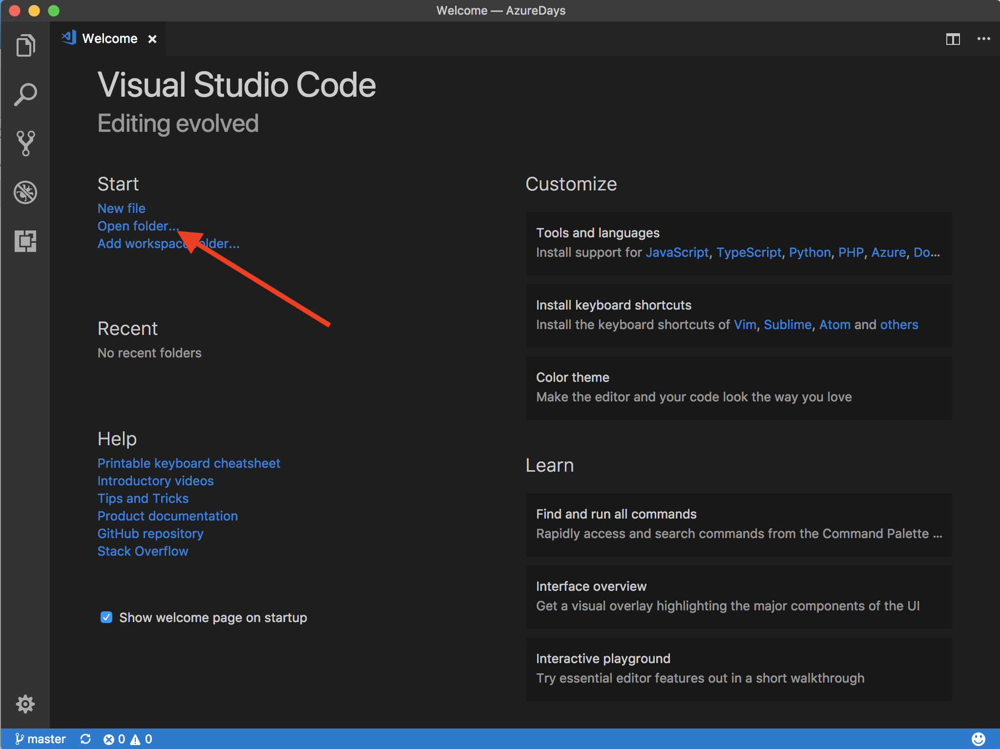 Welcome — AzureDays
Welcome
Visual Studio Code
Editing evolved
Start
New file
Open folder...
Add workspace older...
Recent
No recent folders
Help
Printable keyboard cheatsheet
Introductory videos
Tips and Tricks
Product documentation
GitHub repository
Stack Overflow
Show welcome page on startup
Customize
Tools and languages
Install support for JavaScript, TypeScript, Python, PHP, Azure, Do...
Install keyboard shortcuts
Install the keyboard shortcuts of Vim, Sublime, Atom and others
Color theme
Make the editor and your code look the way you love
Learn
Find and run all commands
Rapidly access and search commands from the Command Palette ...
Interface overview
Get a visual overlay highlighting the major components of the UI
Interactive playground
Try essential editor features out in a short walkthrough
master 0 0